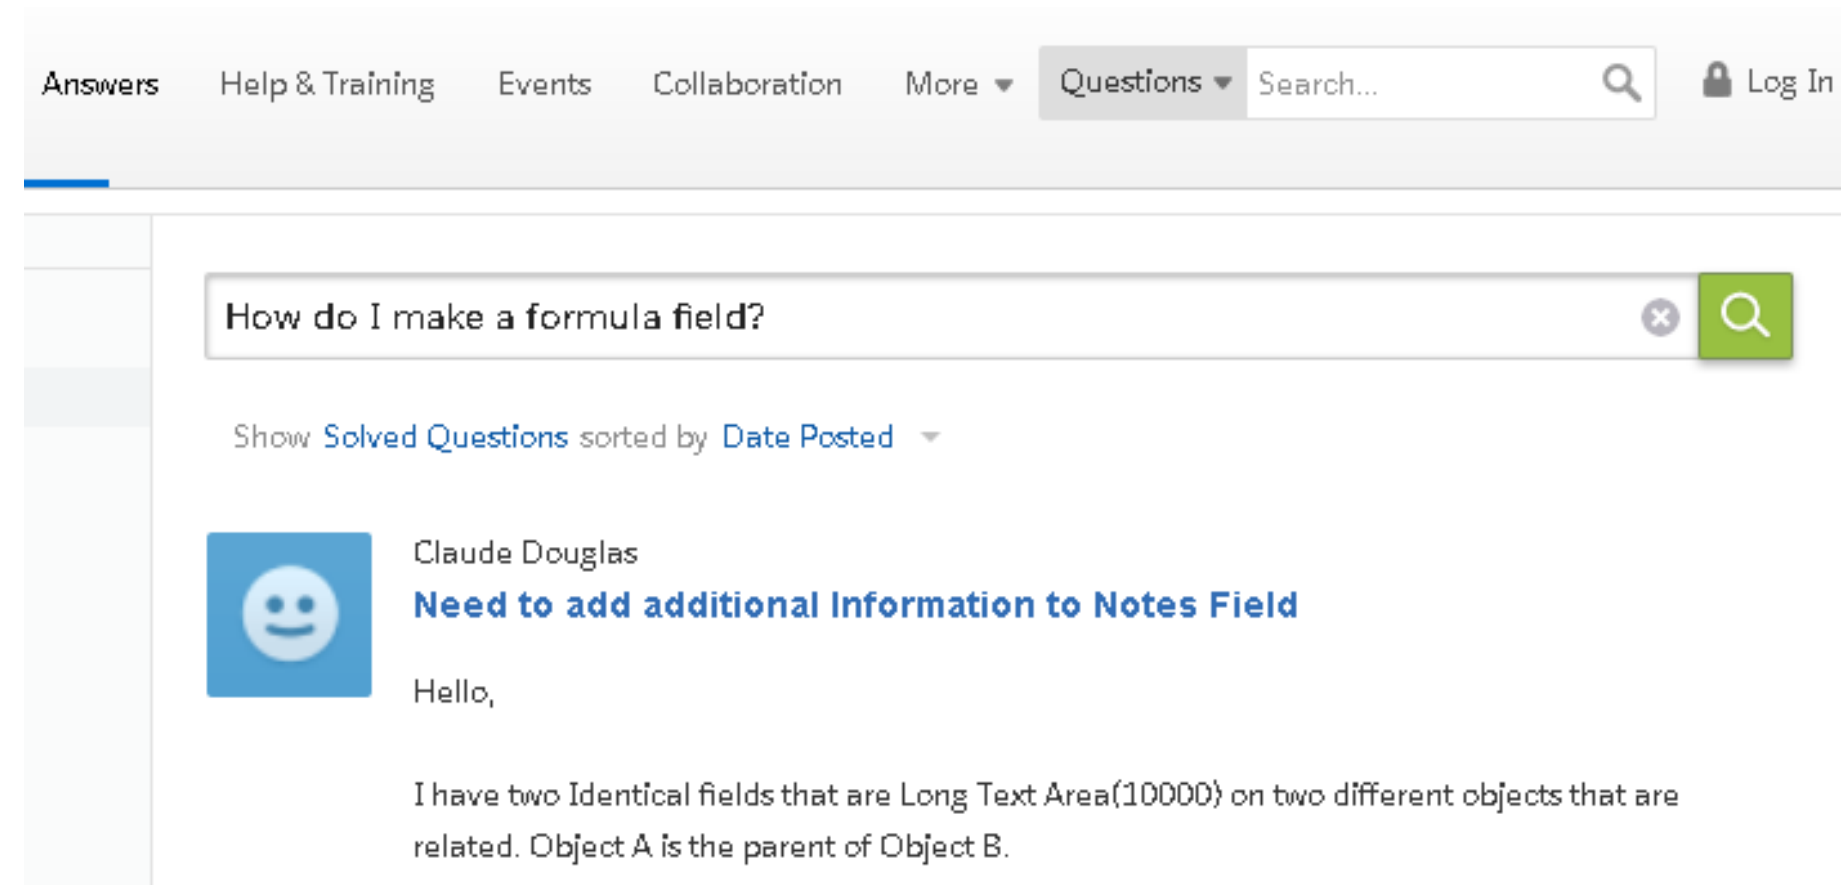 Answers Help & Training Events Collaboration More Questions Search... Log In
How do I make a formula field?
Show Solved Questions sorted by Date Posted
Claude Douglas
Need to add additional Information to Notes Field
Hello,
I have two Identical fields that are Long Text Area(10000) on two different objects that are
related. Object A is the parent of Object B.